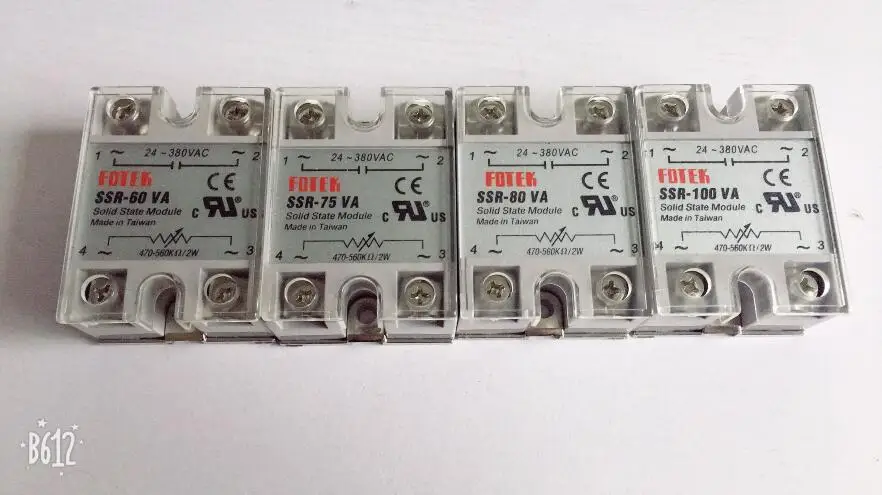 24 ~ 380VAC
1 ~ ~ 2
FOTEK CE
SSR-60 VA
Solid State Module C RU US
Made in Taiwan
4 ~ ~ 3
470-560KΩ/2W
24 ~ 380VAC
1 ~ ~ 2
FOTEK CE
SSR-75 VA
Solid State Module C RU US
Made in Taiwan
4 ~ ~ 3
470-560KΩ/2W
24 ~ 380VAC
1 ~ ~ 2
FOTEK CE
SSR-80 VA
Solid State Module C RU US
Made in Taiwan
4 ~ ~ 3
470-560KΩ/2W
24 ~ 380VAC
1 ~ ~ 2
FOTEK CE
SSR-100 VA
Solid State Module C RU US
Made in Taiwan
4 ~ ~ 3
470-560KΩ/2W
B612